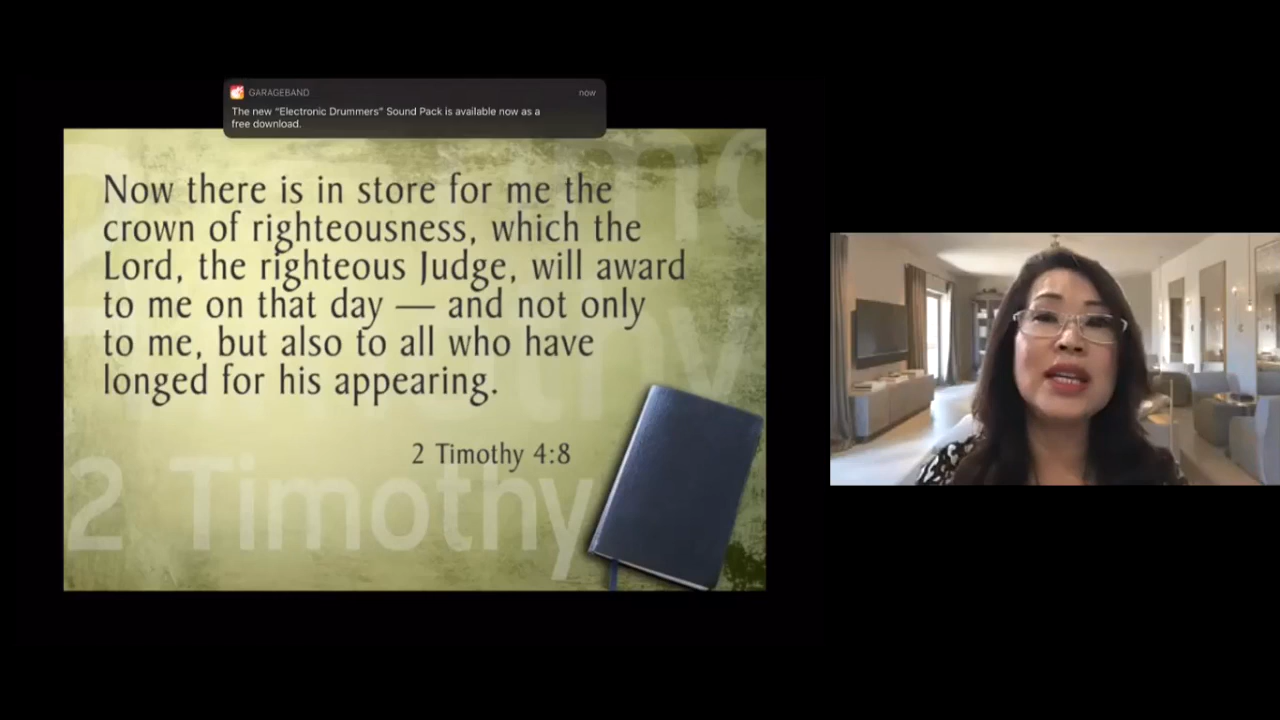 GARAGEBAND
now
The new “Electronic Drummers” Sound Pack is available now as a
free download.
Now there is in store for me the
crown of righteousness, which the
Lord, the righteous Judge, will award
to me on that day — and not only
to me, but also to all who have
longed for his appearing.
2 Timothy 4:8
2 Timothy